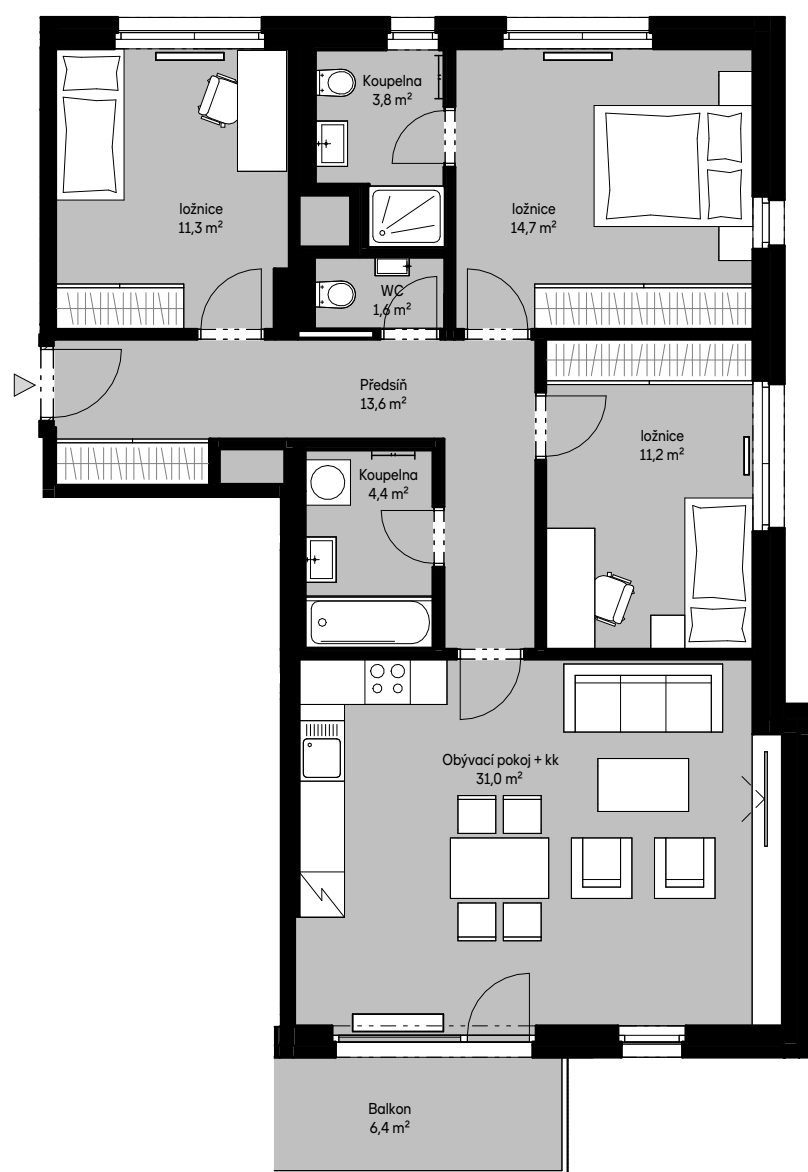 Koupelna
3,8 m²
ložnice
11,3 m²
ložnice
14,7 m²
WC
1,6 m²
Předsíň
13,6 m²
ložnice
11,2 m²
Koupelna
4,4 m²
Obývací pokoj + kk
31,0 m²
Balkon
6,4 m²